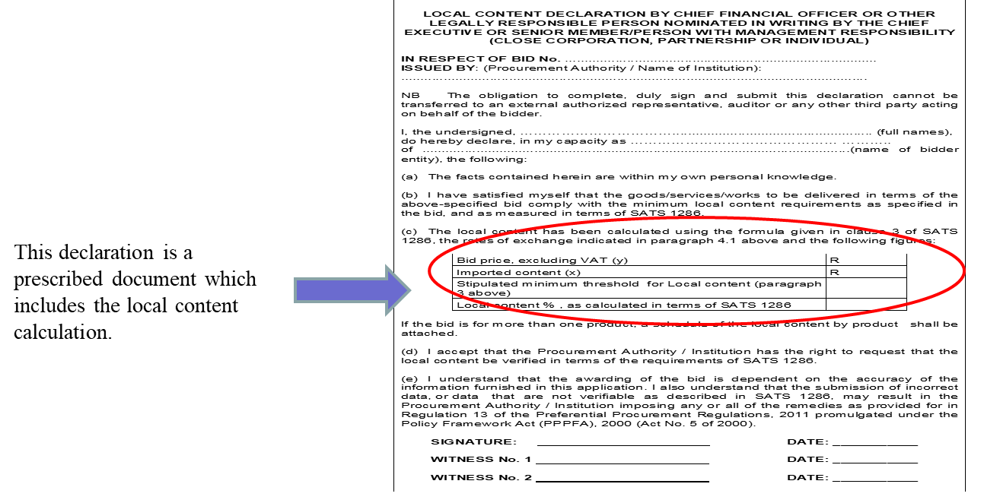 This declaration is a
prescribed document which
includes the local content
calculation.
LOCAL CONTENT DECLARATION BY CHIEF FINANCIAL OFFICER OR OTHER
LEGALLY RESPONSIBLE PERSON NOMINATED IN WRITING BY THE CHIEF
EXECUTIVE OR SENIOR MEMBER/PERSON WITH MANAGEMENT RESPONSIBILITY
(CLOSE CORPORATION, PARTNERSHIP OR INDIVIDUAL)
IN RESPECT OF BID No. .................................................................................
ISSUED BY: (Procurement Authority / Name of Institution):
.........................................................................................................................
NB The obligation to complete, duly sign and submit this declaration cannot be
transferred to an external authorized representative, auditor or any other third party acting
on behalf of the bidder.
I, the undersigned, ................................................................................ (full names),
do hereby declare, in my capacity as ......................................................... ...........
of ...............................................................................................................(name of bidder
entity), the following:
(a) The facts contained herein are within my own personal knowledge.
(b) I have satisfied myself that the goods/services/works to be delivered in terms of the
above-specified bid comply with the minimum local content requirements as specified in
the bid, and as measured in terms of SATS 1286.
(c) The local content has been calculated using the formula given in clause 3 of SATS
1286, the rates of exchange indicated in paragraph 4.1 above and the following figures:
Bid price, excluding VAT (y) R
Imported content (x) R
Stipulated minimum threshold for Local content (paragraph
3 above)
Local content % , as calculated in terms of SATS 1286
If the bid is for more than one product, a schedule of the local content by product shall be
attached.
(d) I accept that the Procurement Authority / Institution has the right to request that the
local content be verified in terms of the requirements of SATS 1286.
(e) I understand that the awarding of the bid is dependent on the accuracy of the
information furnished in this application. I also understand that the submission of incorrect
data, or data that are not verifiable as described in SATS 1286, may result in the
Procurement Authority / Institution imposing any or all of the remedies as provided for in
Regulation 13 of the Preferential Procurement Regulations, 2011 promulgated under the
Policy Framework Act (PPPFA), 2000 (Act No. 5 of 2000).
SIGNATURE: ____________________ DATE: ___________
WITNESS No. 1 ____________________ DATE: ___________
WITNESS No. 2 ____________________ DATE: ___________